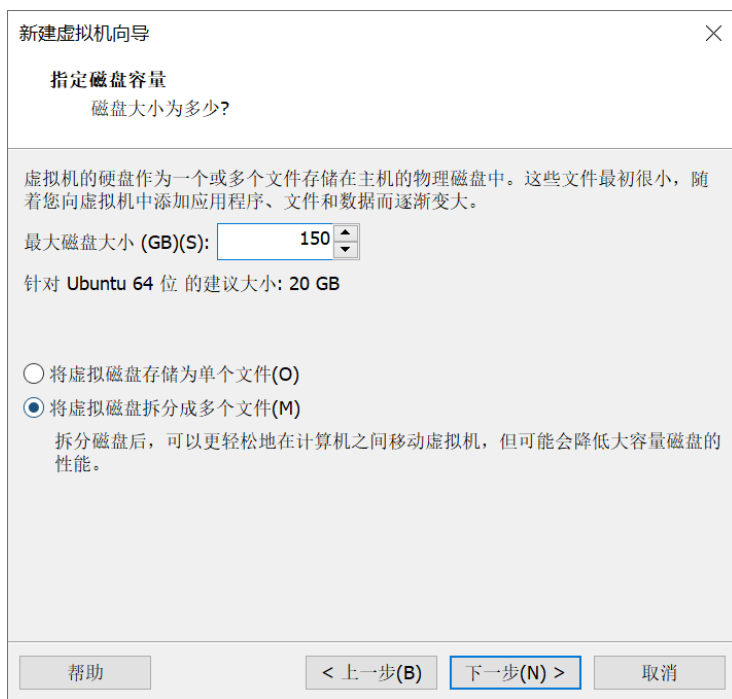 新建虚拟机向导
指定磁盘容量
磁盘大小为多少?
虚拟机的硬盘作为一个或多个文件存储在主机的物理磁盘中。这些文件最初很小，随
着您向虚拟机中添加应用程序、文件和数据而逐渐变大。
最大磁盘大小 (GB)(S): 150
针对 Ubuntu 64 位 的建议大小: 20 GB
将虚拟磁盘存储为单个文件(O)
将虚拟磁盘拆分成多个文件(M)
拆分磁盘后，可以更轻松地在计算机之间移动虚拟机，但可能会降低大容量磁盘的
性能。
帮助 < 上一步(B) 下一步(N) > 取消